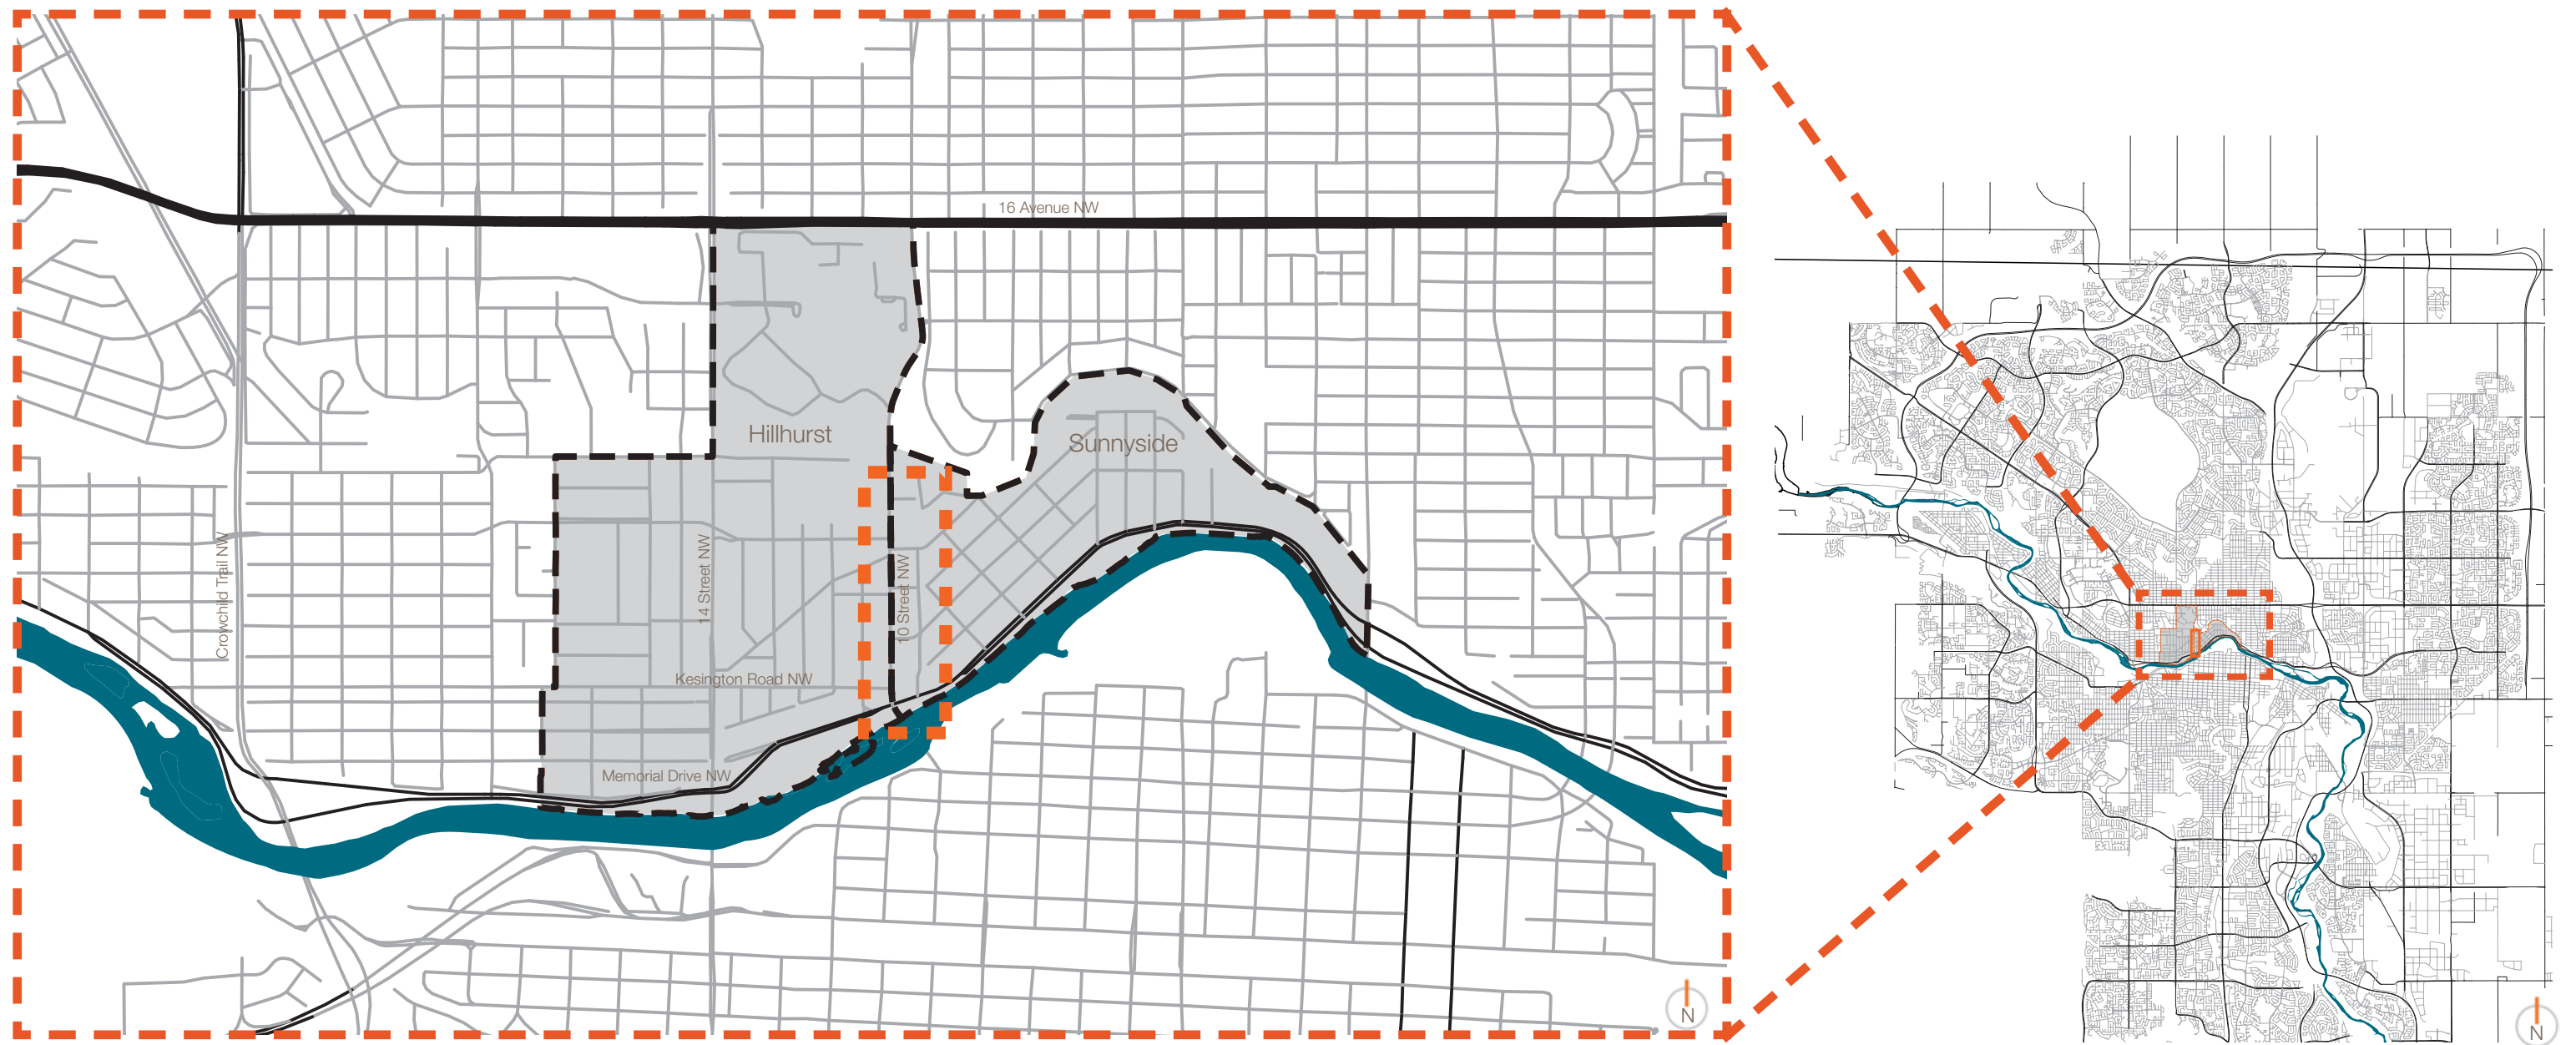 16 Avenue NW
Hillhurst
Sunnyside
Crowchild Trail NW
14 Street NW
10 Street NW
Kesington Road NW
Memorial Drive NW
N
N